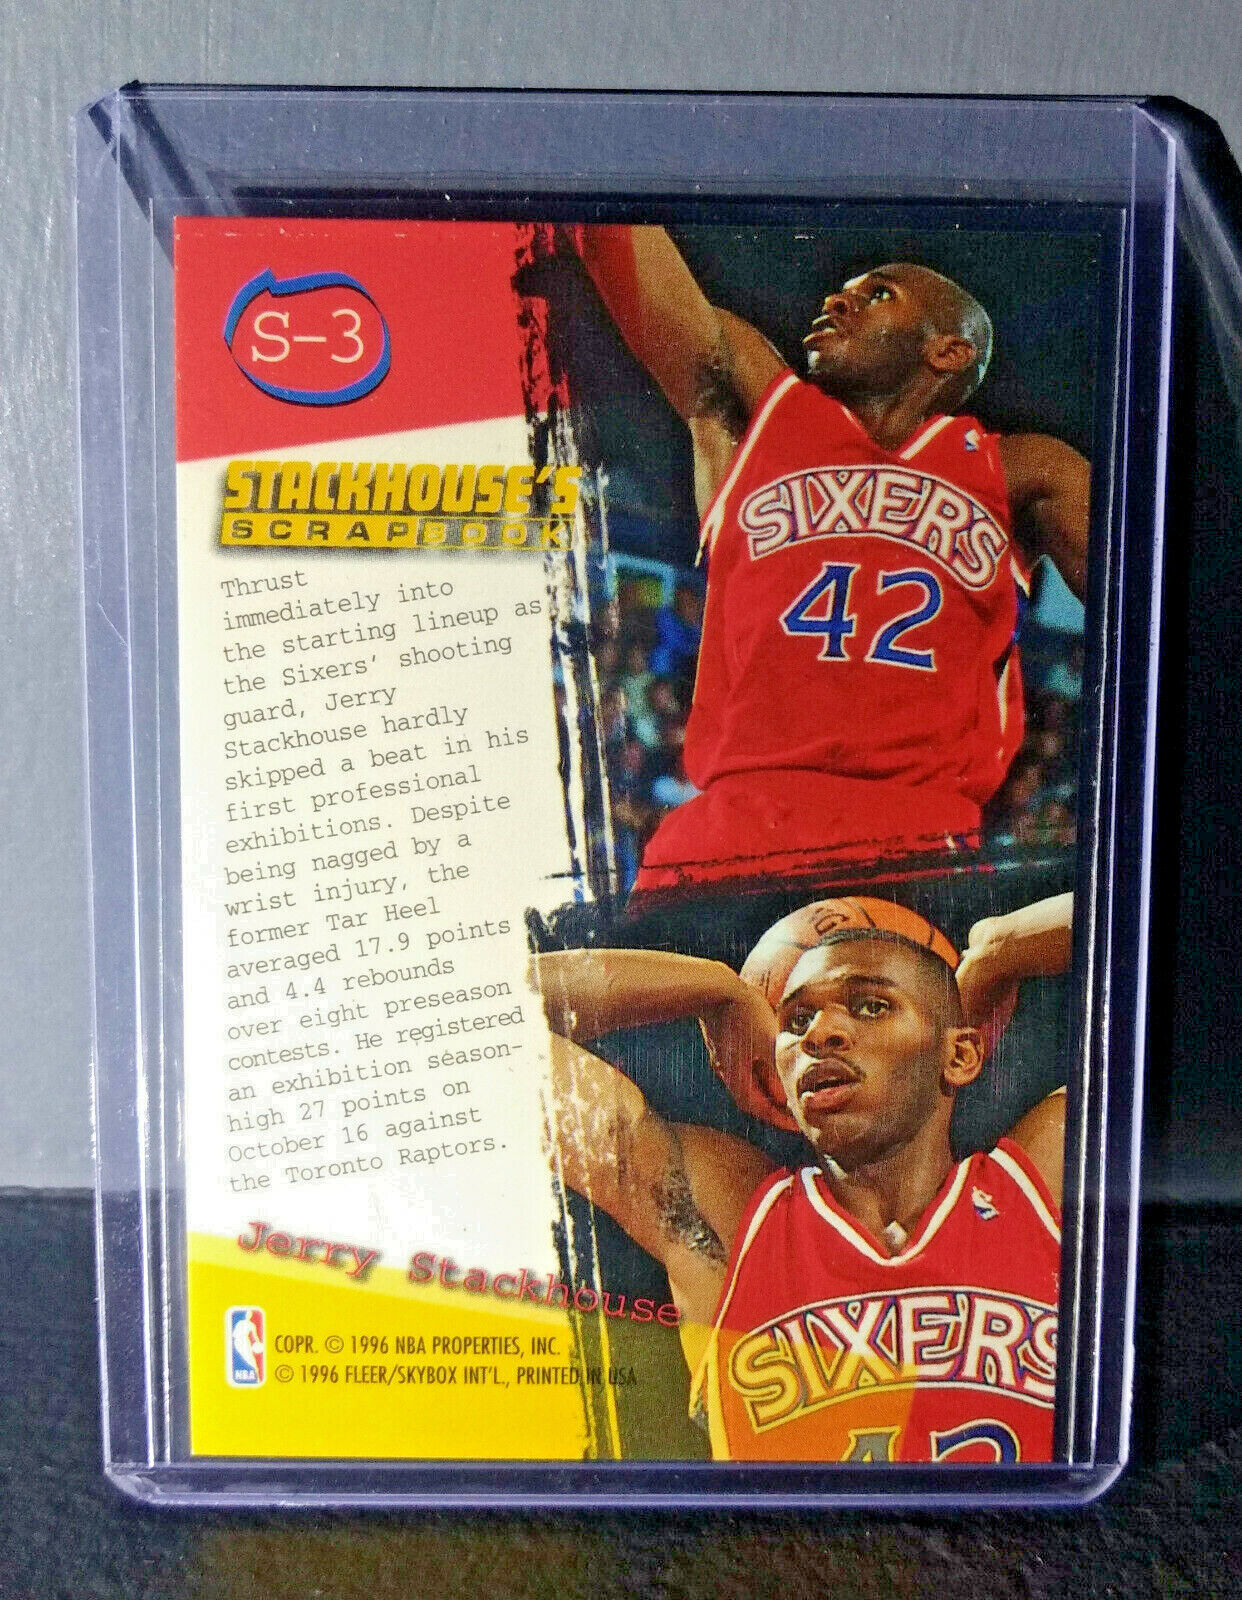 S-3
STACKHOUSE'S
SCRAPBOOK
Thrust
immediately into
the starting lineup as
the Sixers' shooting
guard, Jerry
Stackhouse hardly
skipped a beat in his
first professional
exhibitions. Despite
being nagged by a
wrist injury, the
former Tar Heel
averaged 17.9 points
and 4.4 rebounds
over eight preseason
contests. He registered
an exhibition season-
high 27 points on
October 16 against
the Toronto Raptors.
Jerry Stackhouse
NBA
COPR. © 1996 NBA PROPERTIES, INC.
© 1996 FLEER/SKYBOX INT'L., PRINTED IN USA
SIXERS
42
SIXERS
42